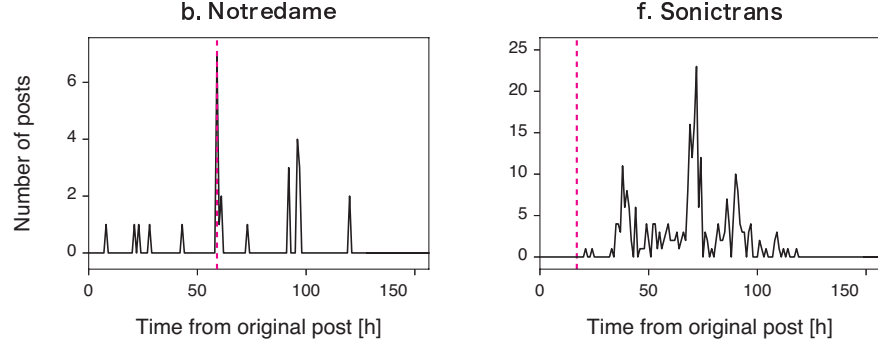 b. Notredame
Number of posts
6
4
2
0
0 50 100 150
Time from original post [h]
f. Sonictrans
25
20
15
10
5
0
0 50 100 150
Time from original post [h]